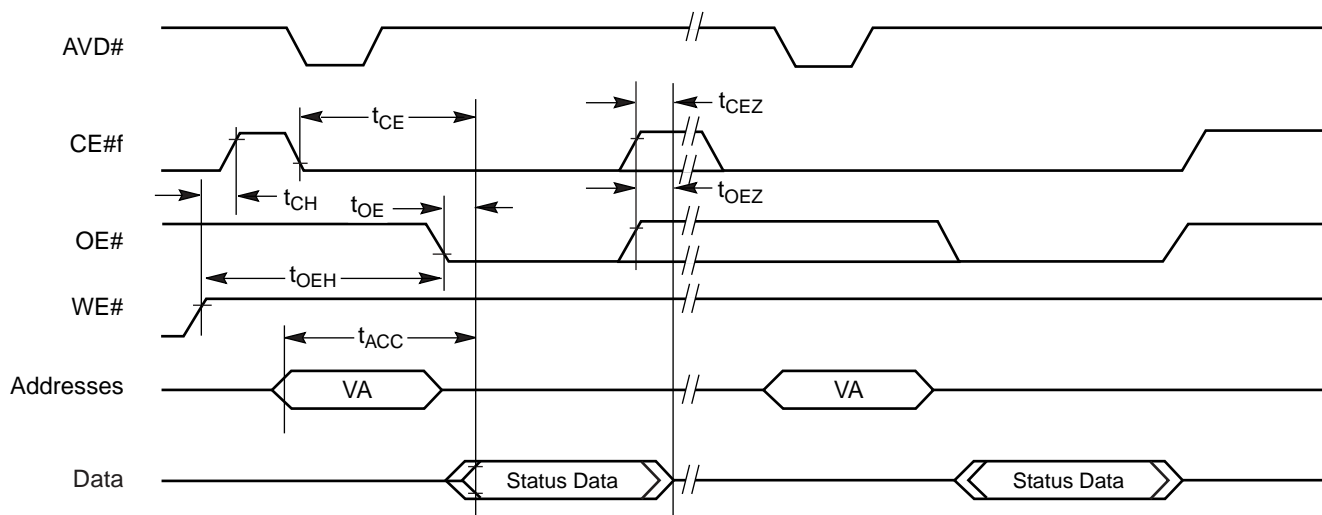 AVD#
tCEZ
tCE
CE#f
tCH
tOE
tOEZ
OE#
tOEH
WE#
tACC
Addresses
VA
VA
Data
Status Data
Status Data